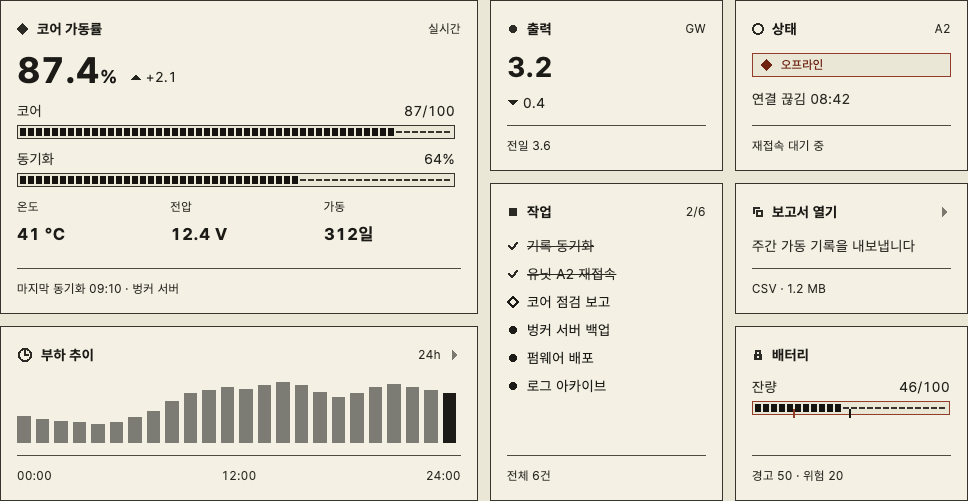 코어 가동률
실시간
87.4% +2.1
코어 87/100
동기화 64%
온도 전압 가동
41 °C 12.4 V 312일
마지막 동기화 09:10 · 벙커 서버
출력 GW
3.2
0.4
전일 3.6
상태 A2
오프라인
연결 끊김 08:42
재접속 대기 중
작업 2/6
기록 동기화
유닛 A2 재접속
코어 점검 보고
벙커 서버 백업
펌웨어 배포
로그 아카이브
전체 6건
보고서 열기
주간 가동 기록을 내보냅니다
CSV · 1.2 MB
부하 추이 24h
00:00 12:00 24:00
배터리
잔량 46/100
경고 50 · 위험 20